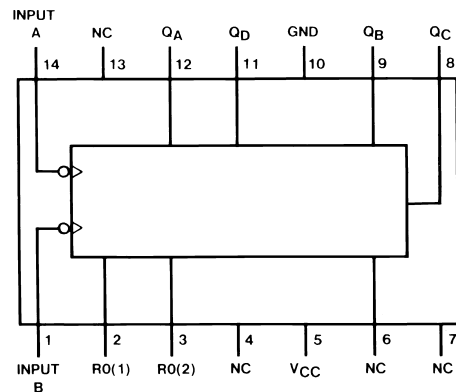 INPUT
A NC QA QD GND QB QC
14 13 12 11 10 9 8
1 2 3 4 5 6 7
INPUT R0(1) R0(2) NC VCC NC NC
B